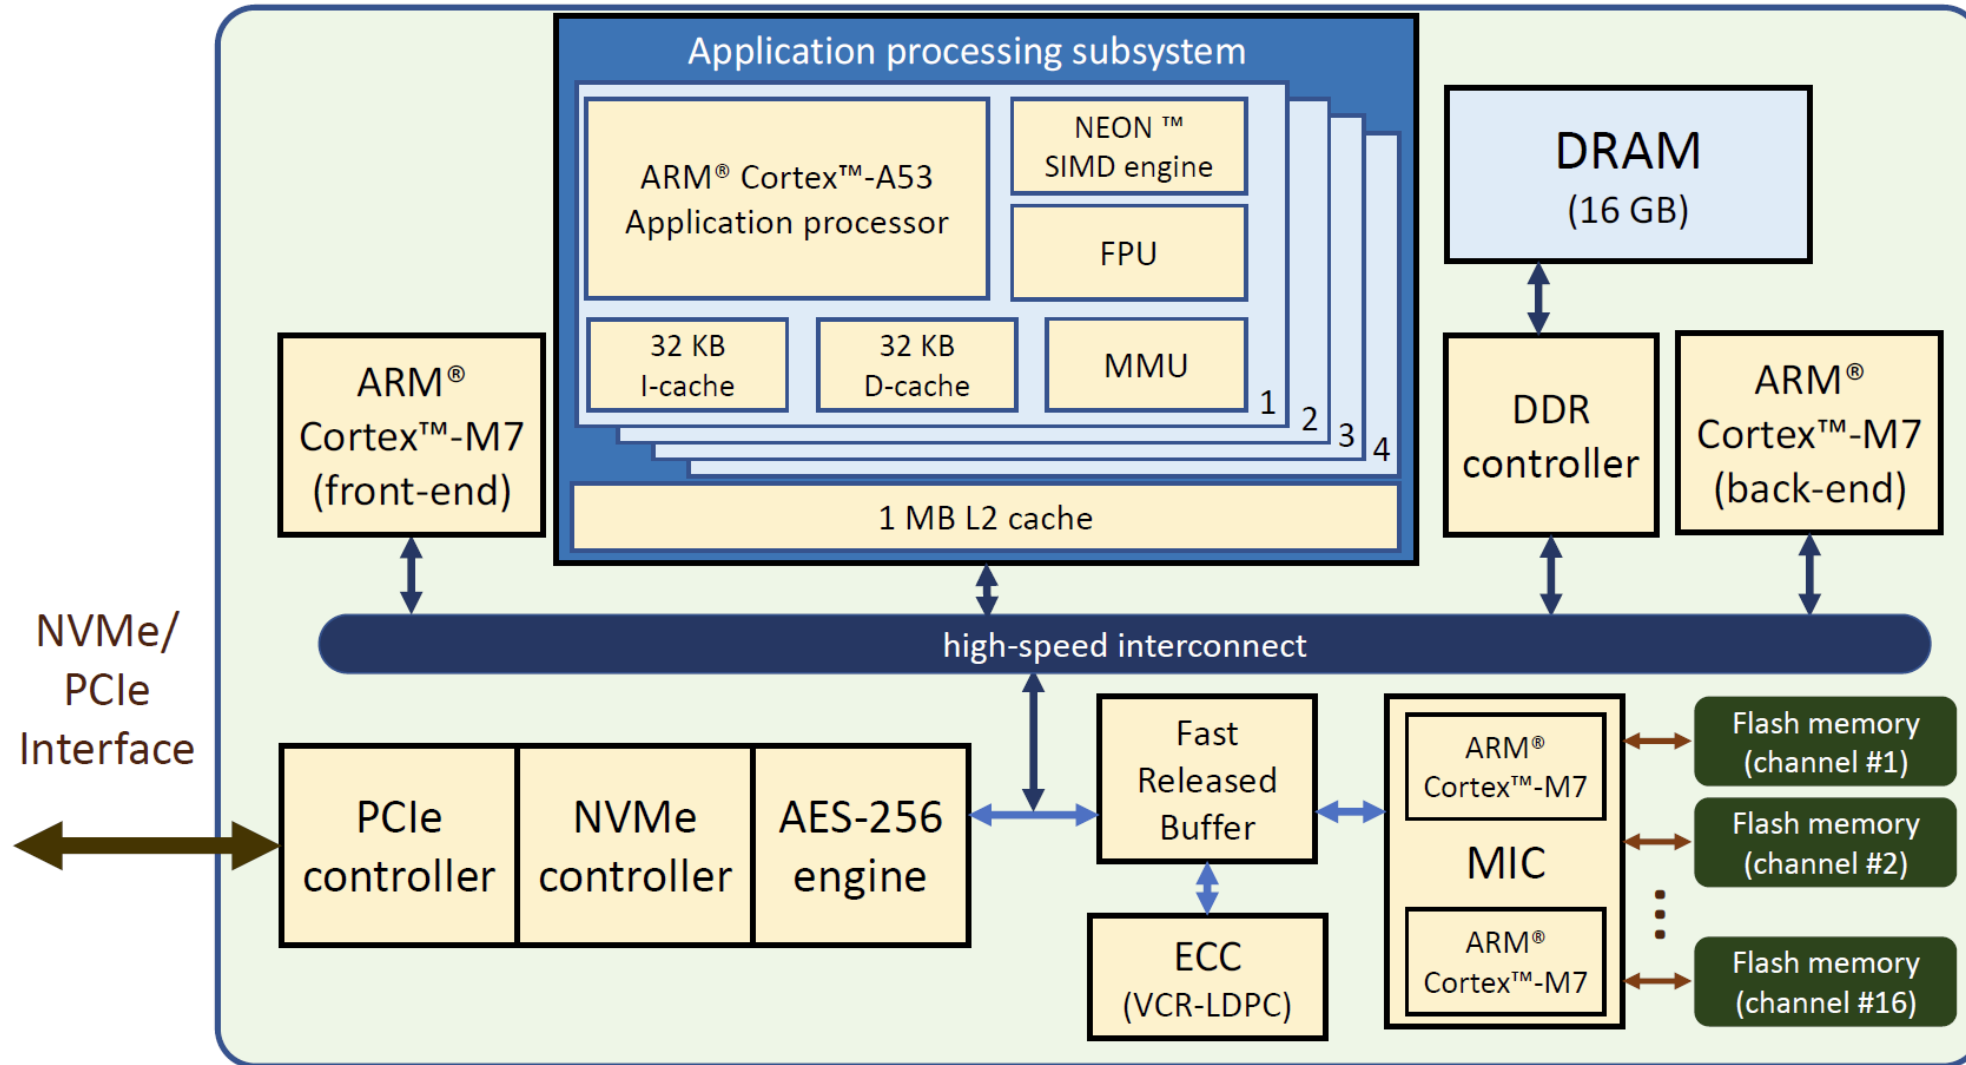 Application processing subsystem
ARM® Cortex™-A53
Application processor
NEON ™
SIMD engine
FPU
32 KB
I-cache
32 KB
D-cache
MMU
1
2
3
4
1 MB L2 cache
DRAM
(16 GB)
ARM®
Cortex™-M7
(front-end)
DDR
controller
ARM®
Cortex™-M7
(back-end)
high-speed interconnect
NVMe/
PCIe
Interface
PCIe
controller
NVMe
controller
AES-256
engine
Fast
Released
Buffer
ECC
(VCR-LDPC)
ARM®
Cortex™-M7
MIC
ARM®
Cortex™-M7
Flash memory
(channel #1)
Flash memory
(channel #2)
Flash memory
(channel #16)